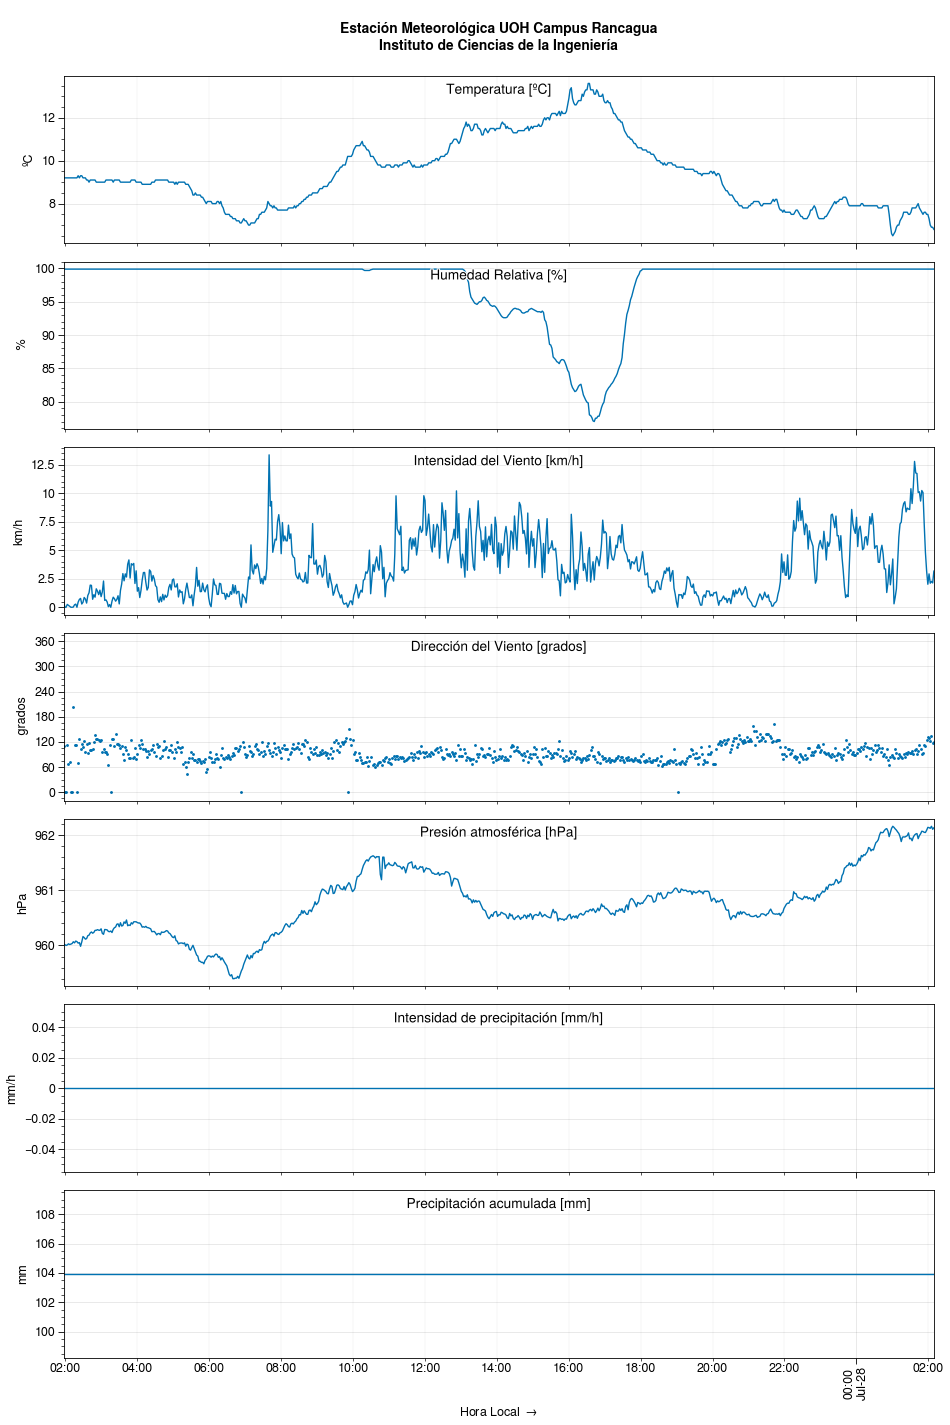 Estación Meteorológica UOH Campus Rancagua
Instituto de Ciencias de la Ingeniería
Temperatura [ºC]
ºC
12
10
8
Humedad Relativa [%]
%
100
95
90
85
80
Intensidad del Viento [km/h]
km/h
12.5
10
7.5
5
2.5
0
Dirección del Viento [grados]
grados
360
300
240
180
120
60
0
Presión atmosférica [hPa]
hPa
962
961
960
Intensidad de precipitación [mm/h]
mm/h
0.04
0.02
0
−0.02
−0.04
Precipitación acumulada [mm]
mm
108
106
104
102
100
02:00 04:00 06:00 08:00 10:00 12:00 14:00 16:00 18:00 20:00 22:00 00:00 02:00
Jul-28
Hora Local →